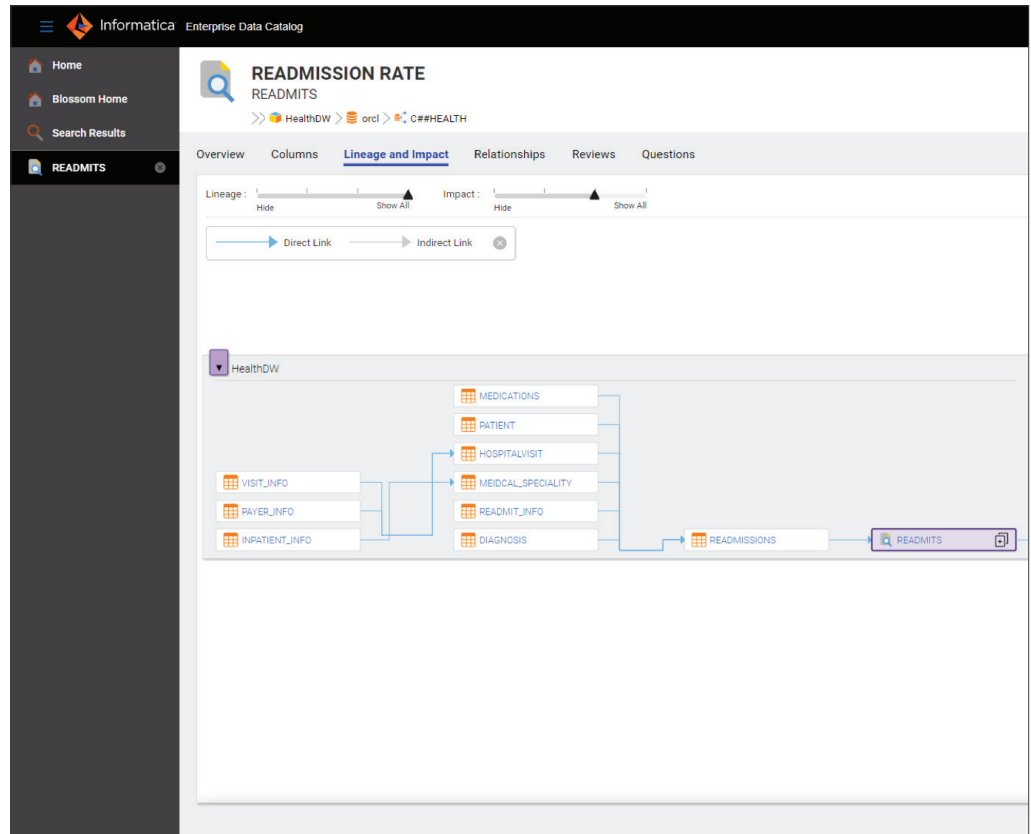 Informatica Enterprise Data Catalog
Home
Blossom Home
Search Results
READMITS
READMISSION RATE
READMITS
HealthDW orcl C##HEALTH
Overview Columns Lineage and Impact Relationships Reviews Questions
Lineage : Hide Show All Impact : Hide Show All
Direct Link Indirect Link
HealthDW
MEDICATIONS
PATIENT
HOSPITALVISIT
VISIT_INFO MEIDCAL_SPECIALITY
PAYER_INFO READMIT_INFO
INPATIENT_INFO DIAGNOSIS READMISSIONS READMITS